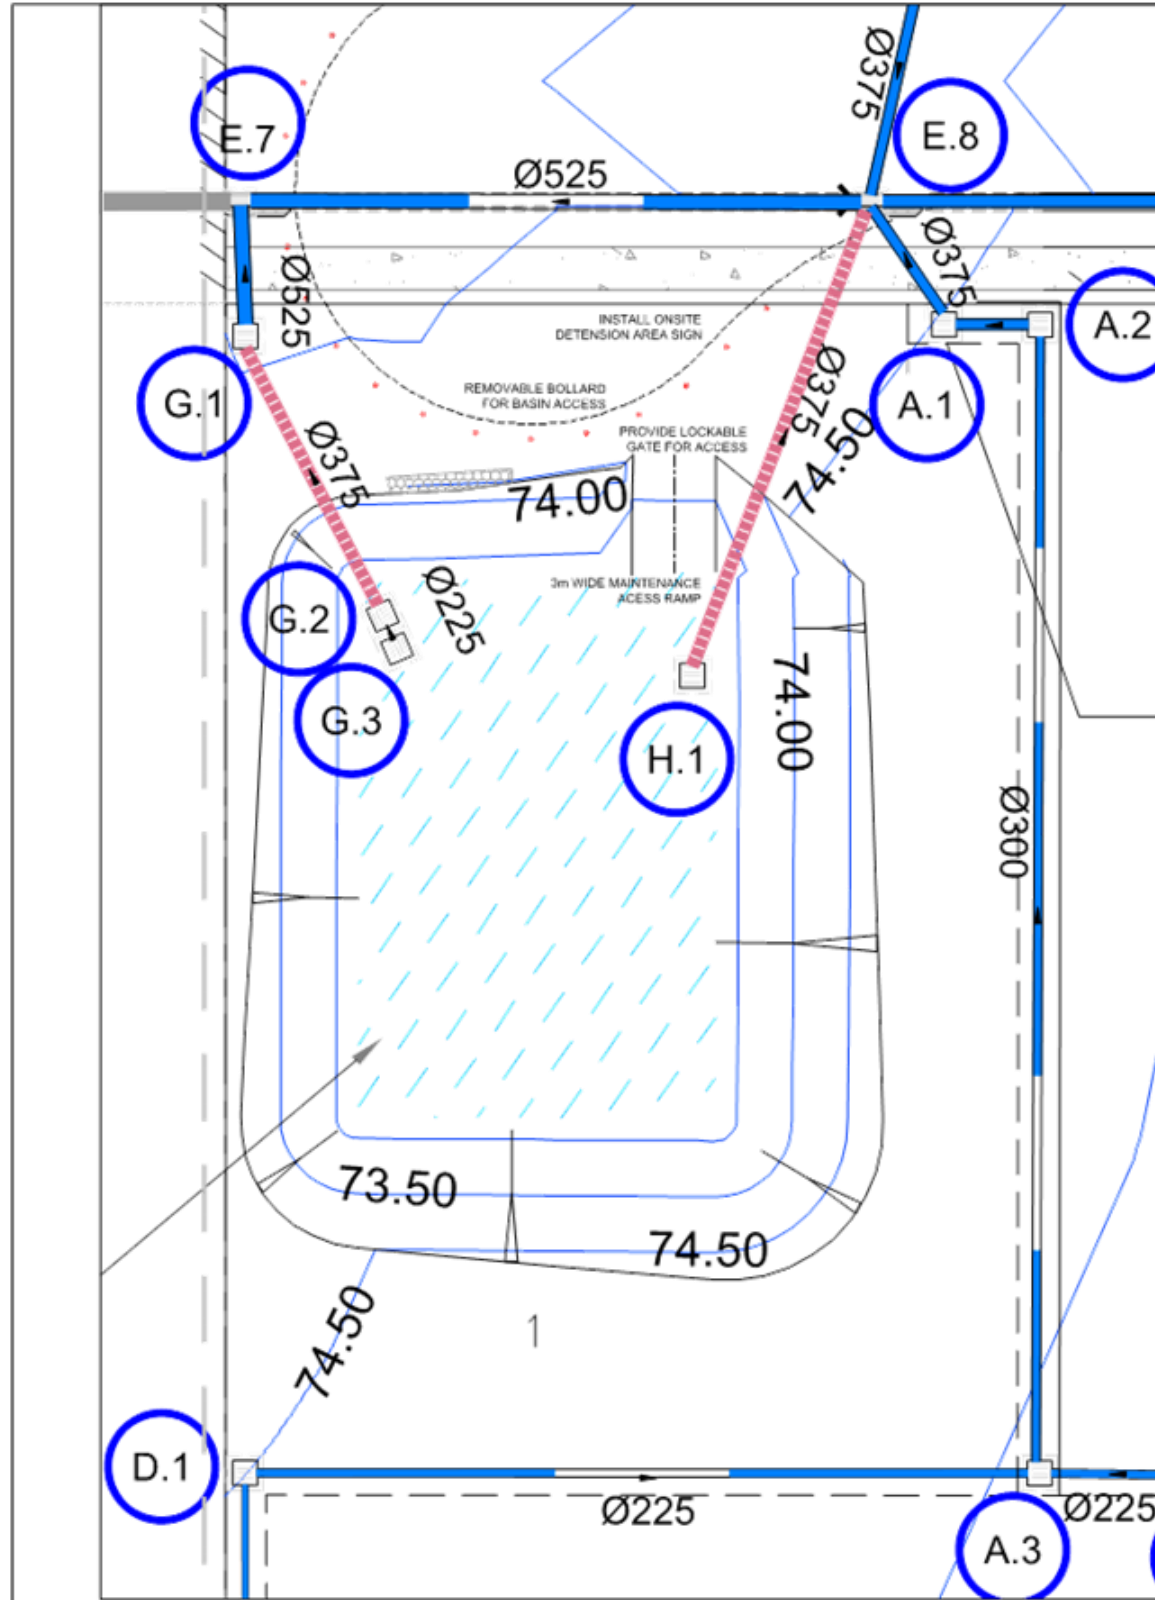 Ø375
E.7
E.8
Ø525
Ø525
Ø375
INSTALL ONSITE
DETENSION AREA SIGN
A.2
G.1
REMOVABLE BOLLARD
FOR BASIN ACCESS
Ø375
A.1
PROVIDE LOCKABLE
GATE FOR ACCESS
74.50
Ø375
74.00
3m WIDE MAINTENANCE
ACESS RAMP
Ø225
G.2
G.3
74.00
H.1
Ø300
73.50
74.50
74.50
1
D.1
Ø225
Ø225
A.3